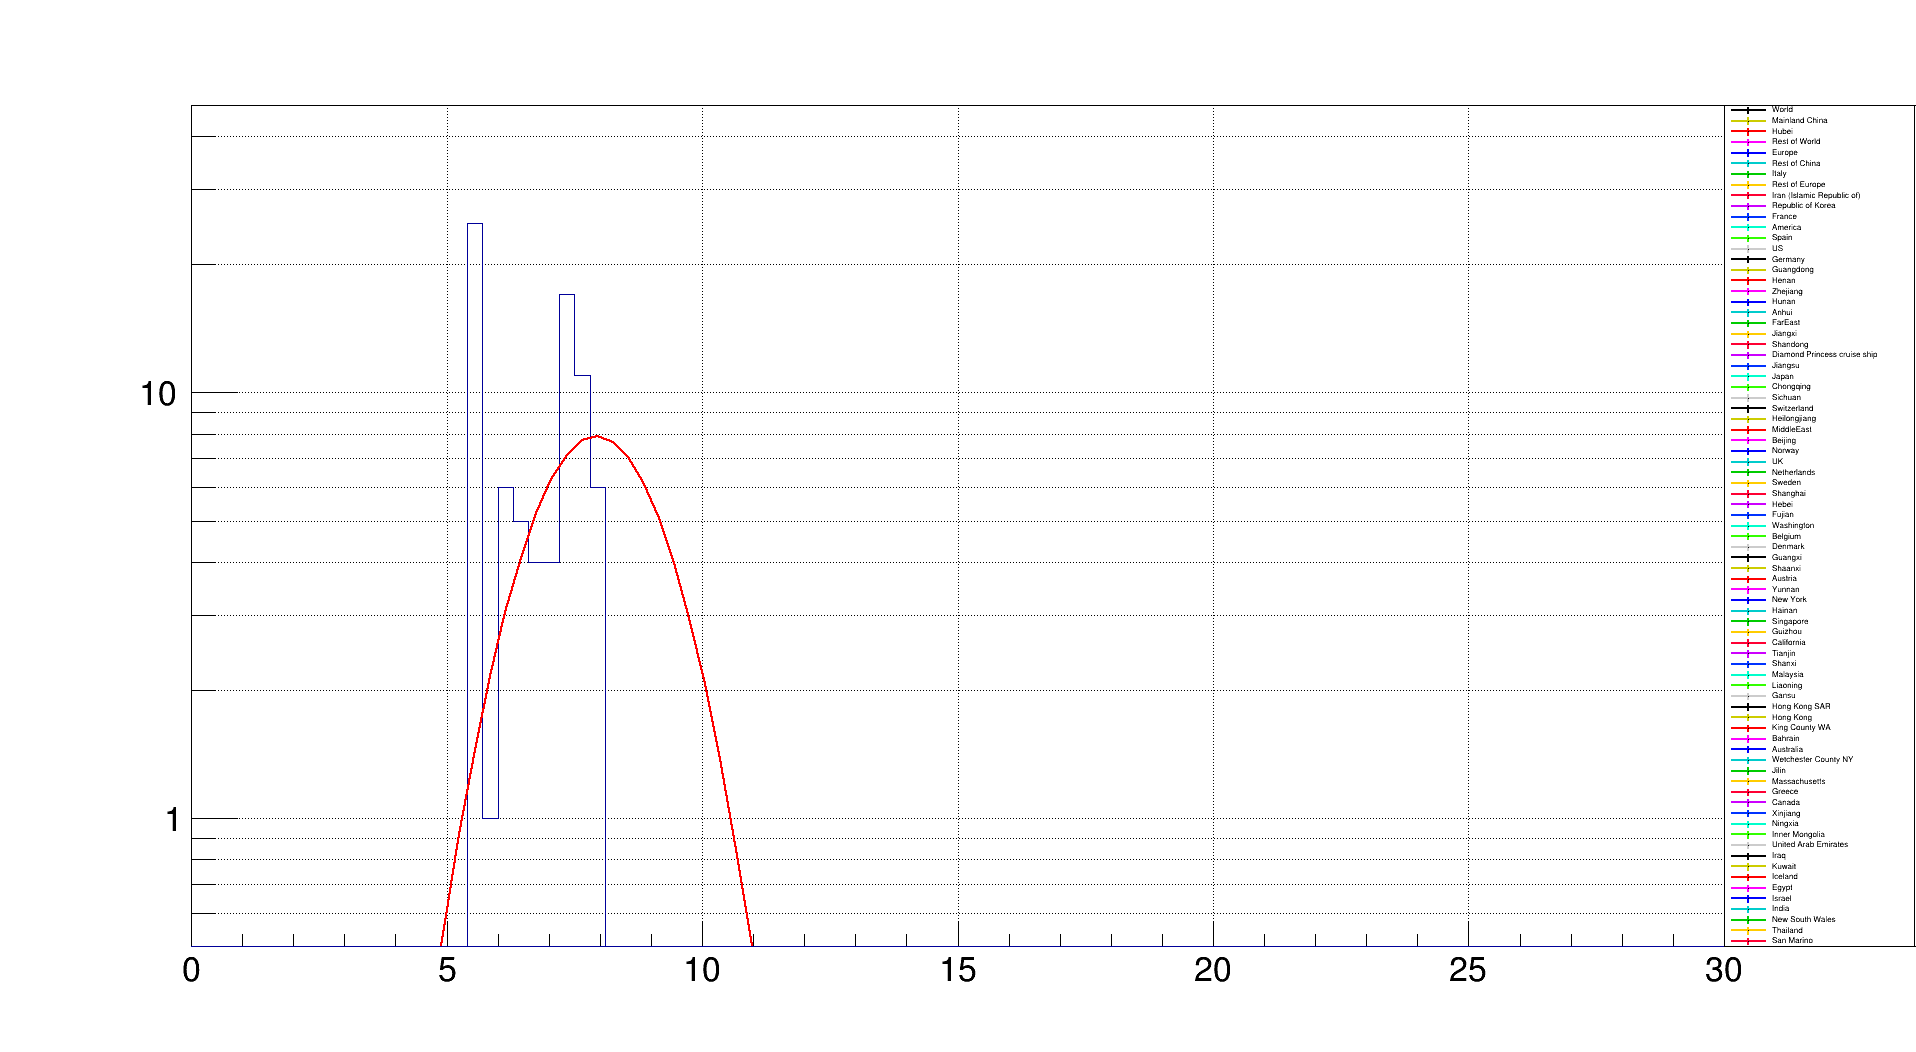 10
1
0 5 10 15 20 25 30
World
Mainland China
Hubei
Rest of World
Europe
Rest of China
Italy
Rest of Europe
Iran (Islamic Republic of)
Republic of Korea
France
America
Spain
US
Germany
Guangdong
Henan
Zhejiang
Hunan
Anhui
FarEast
Jiangxi
Shandong
Diamond Princess cruise ship
Jiangsu
Japan
Chongqing
Sichuan
Switzerland
Heilongjiang
MiddleEast
Beijing
Norway
UK
Netherlands
Sweden
Shanghai
Hebei
Fujian
Washington
Belgium
Denmark
Guangxi
Shaanxi
Austria
Yunnan
New York
Hainan
Singapore
Guizhou
California
Tianjin
Shanxi
Malaysia
Liaoning
Gansu
Hong Kong SAR
Hong Kong
King County WA
Bahrain
Australia
Wetchester County NY
Jilin
Massachusetts
Greece
Canada
Xinjiang
Ningxia
Inner Mongolia
United Arab Emirates
Iraq
Kuwait
Iceland
Egypt
Israel
India
New South Wales
Thailand
San Marino